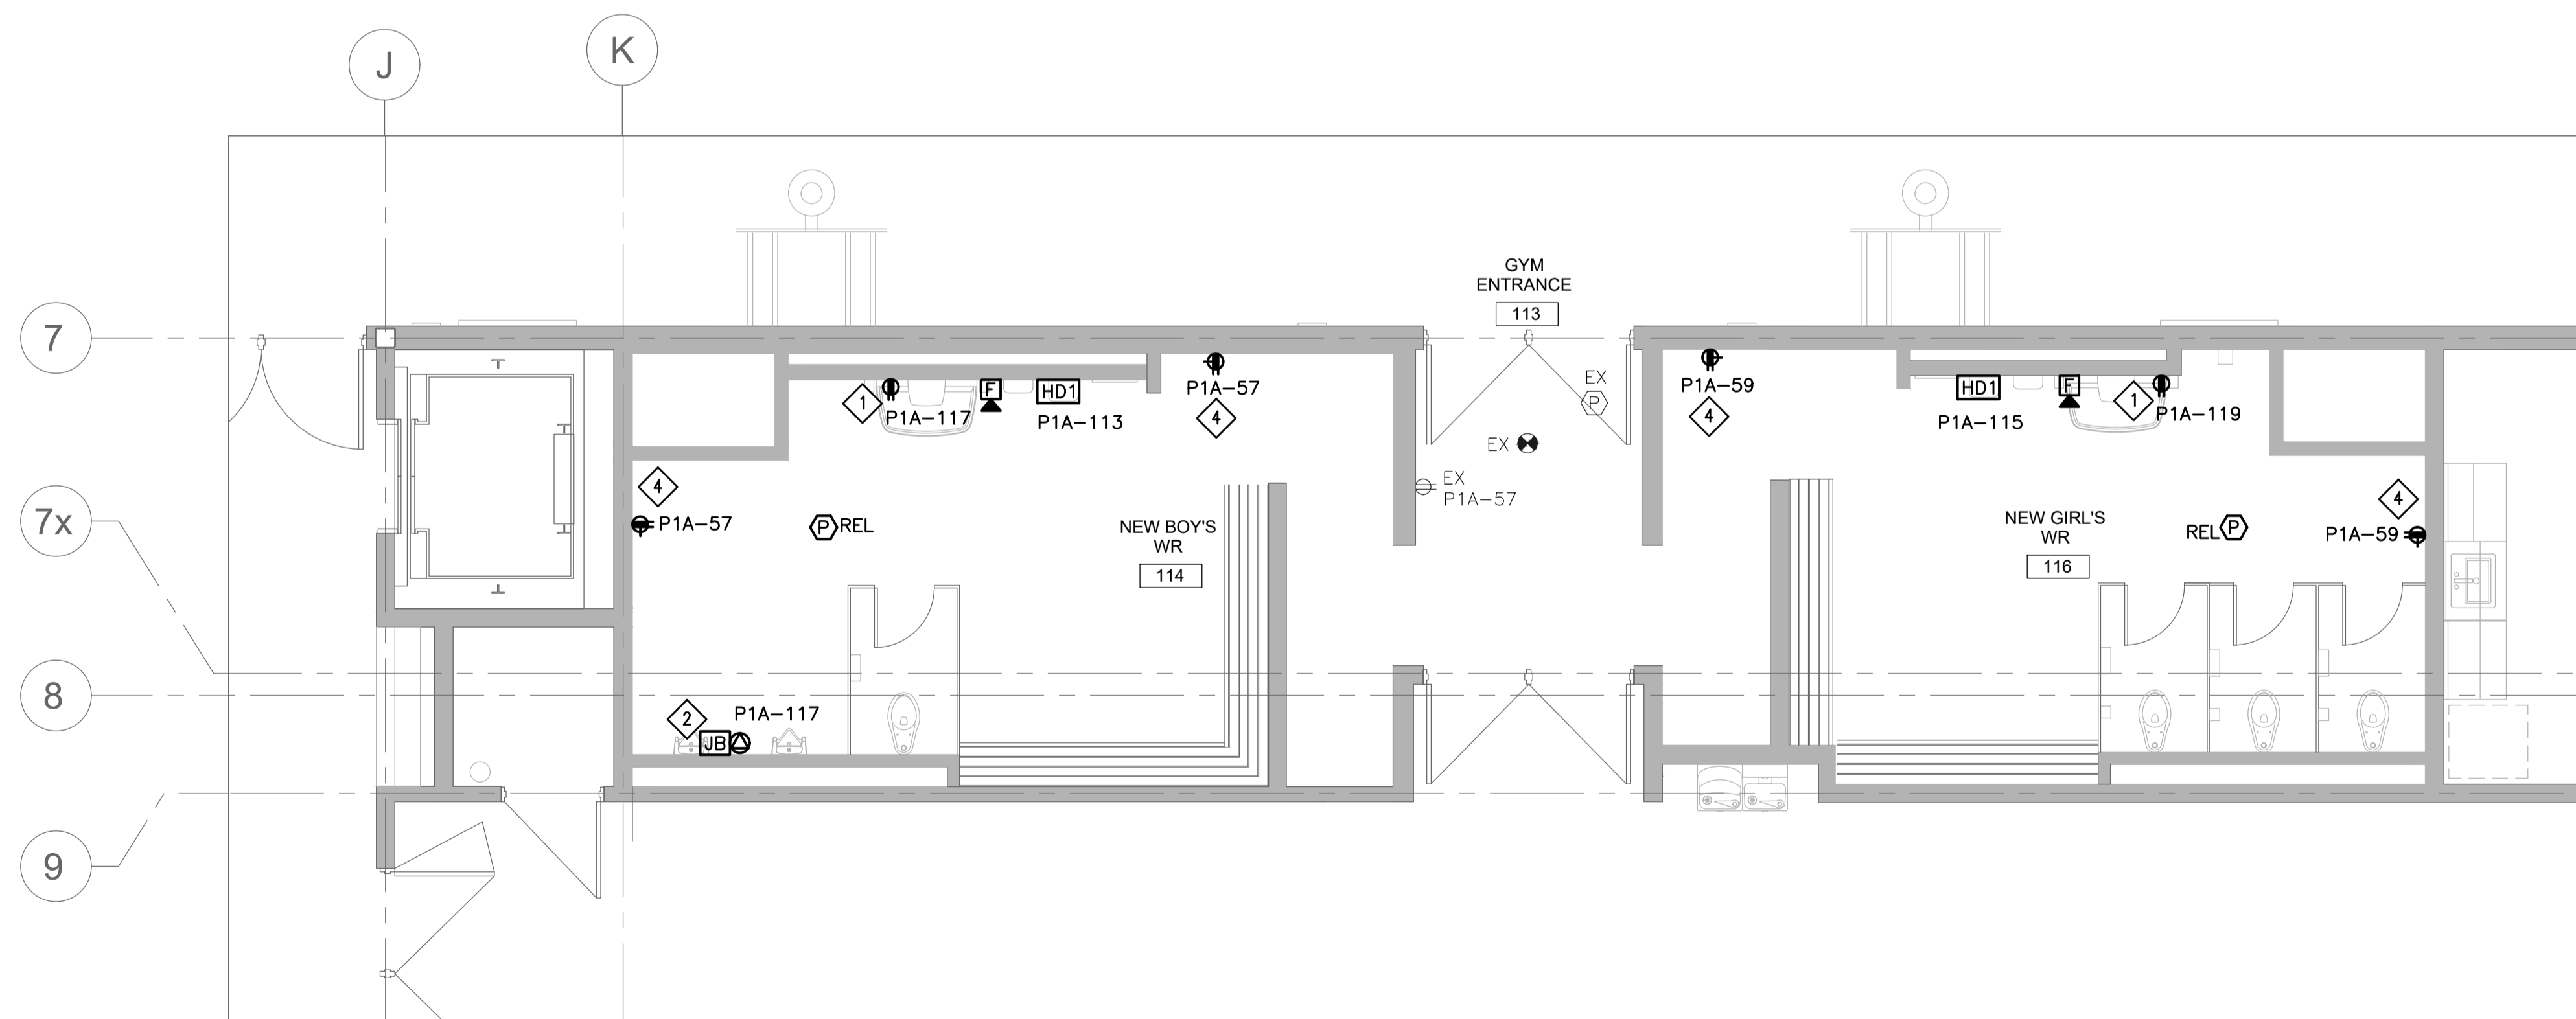 J
K
GYM
ENTRANCE
113
7
EX
P
1
P1A-117
F
HD1
P1A-113
P1A-57
4
P1A-59
4
HD1
P1A-115
F
1
P1A-119
EX
EX
P1A-57
4
P1A-57
P REL
NEW BOY'S
WR
114
NEW GIRL'S
WR
116
REL P
4
P1A-59
7x
8
2
P1A-117
JB
9